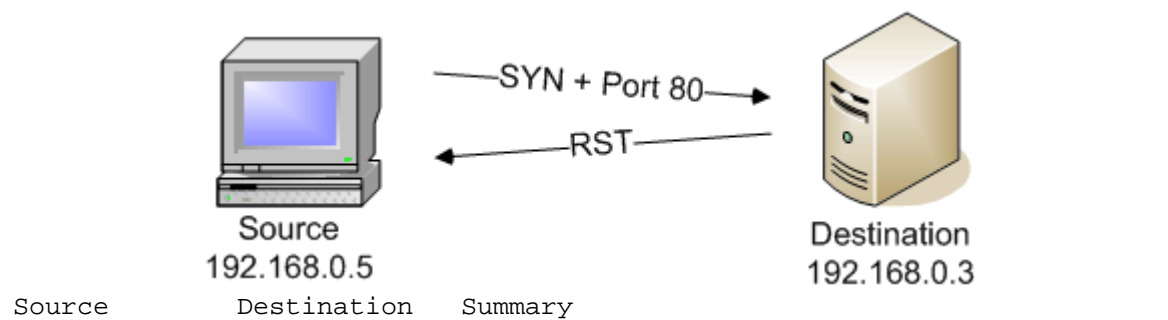 SYN + Port 80
RST
Source
192.168.0.5
Destination
192.168.0.3
Source Destination Summary